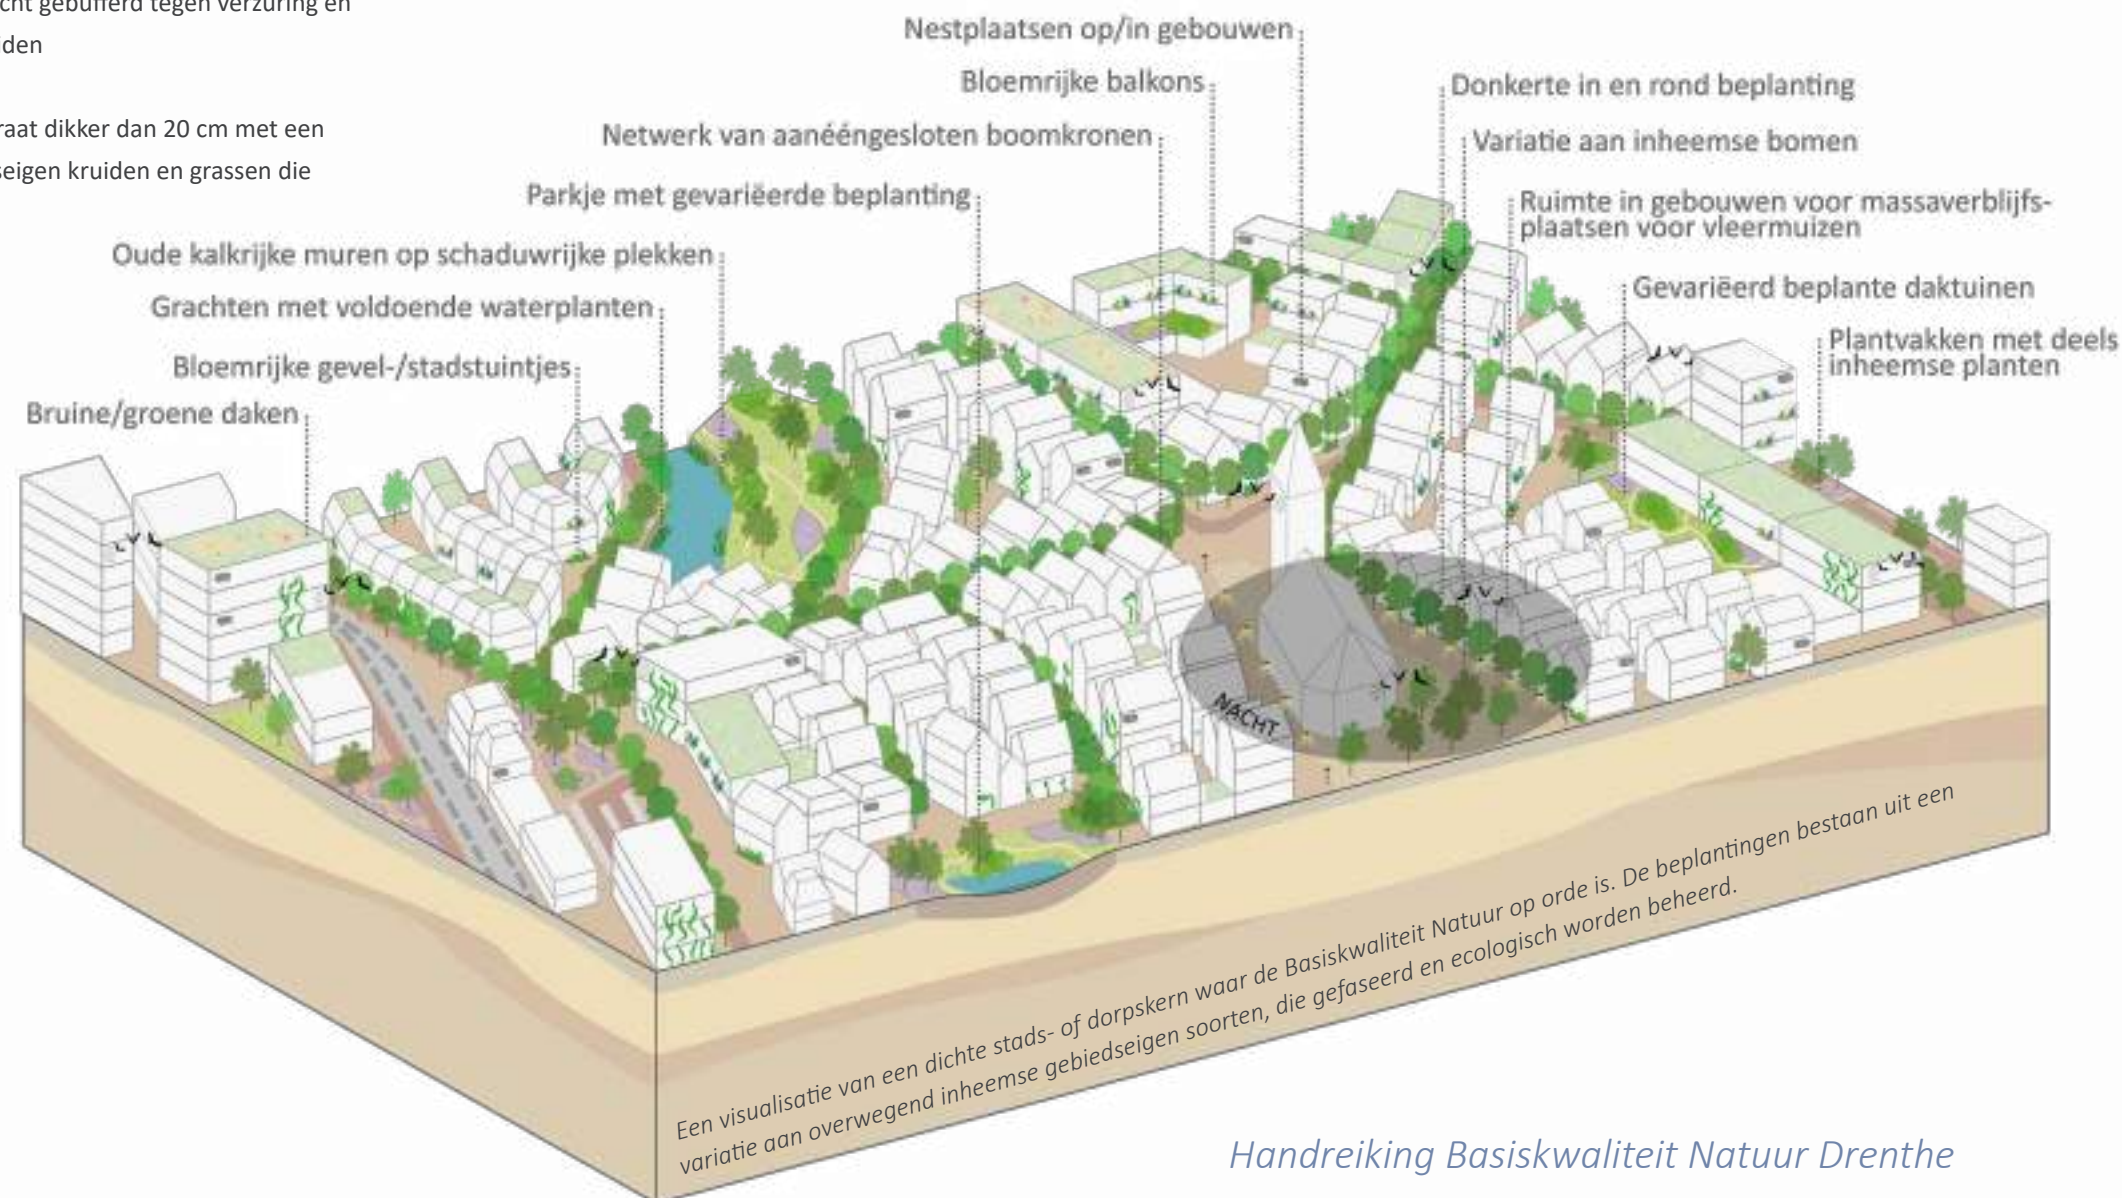 cht gebufferd tegen verzuring en
den
raat dikker dan 20 cm met een
seigen kruiden en grassen die
Nestplaatsen op/in gebouwen
Bloemrijke balkons
Netwerk van aanééngesloten boomkronen
Parkje met gevariëerde beplanting
Oude kalkrijke muren op schaduwrijke plekken
Grachten met voldoende waterplanten
Bloemrijke gevel-/stadstuintjes
Bruine/groene daken
Donkerte in en rond beplanting
Variatie aan inheemse bomen
Ruimte in gebouwen voor massaverblijfs-
plaatsen voor vleermuizen
Gevariëerd beplante daktuinen
Plantvakken met deels
inheemse planten
NACHT
Een visualisatie van een dichte stads- of dorpskern waar de Basiskwaliteit Natuur op orde is. De beplantingen bestaan uit een
variatie aan overwegend inheemse gebiedseigen soorten, die gefaseerd en ecologisch worden beheerd.
Handreiking Basiskwaliteit Natuur Drenthe